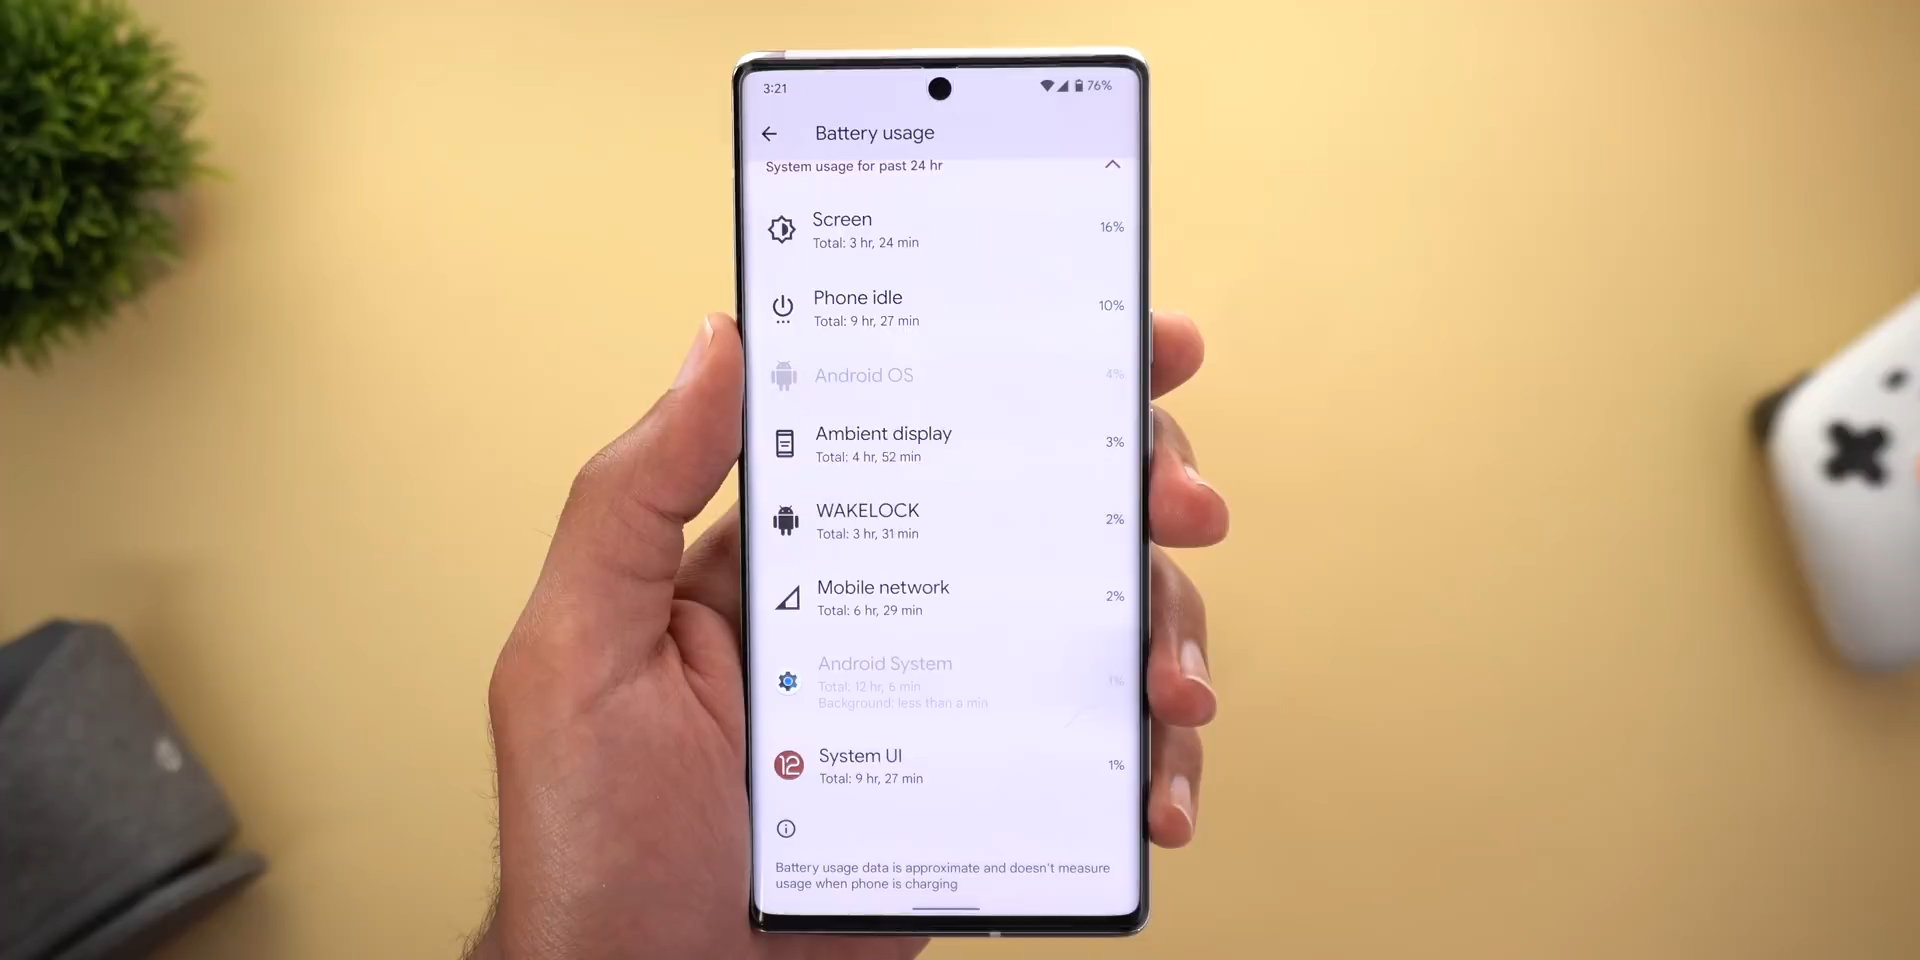 3:21
76%
Battery usage
System usage for past 24 hr
Screen
16%
Total: 3 hr, 24 min
Phone idle
10%
Total: 9 hr, 27 min
Android OS
4%
Ambient display
3%
Total: 4 hr, 52 min
WAKELOCK
2%
Total: 3 hr, 31 min
Mobile network
2%
Total: 6 hr, 29 min
Android System
1%
Total: 12 hr, 6 min
Background: less than a min
12
System UI
1%
Total: 9 hr, 27 min
Battery usage data is approximate and doesn't measure
usage when phone is charging